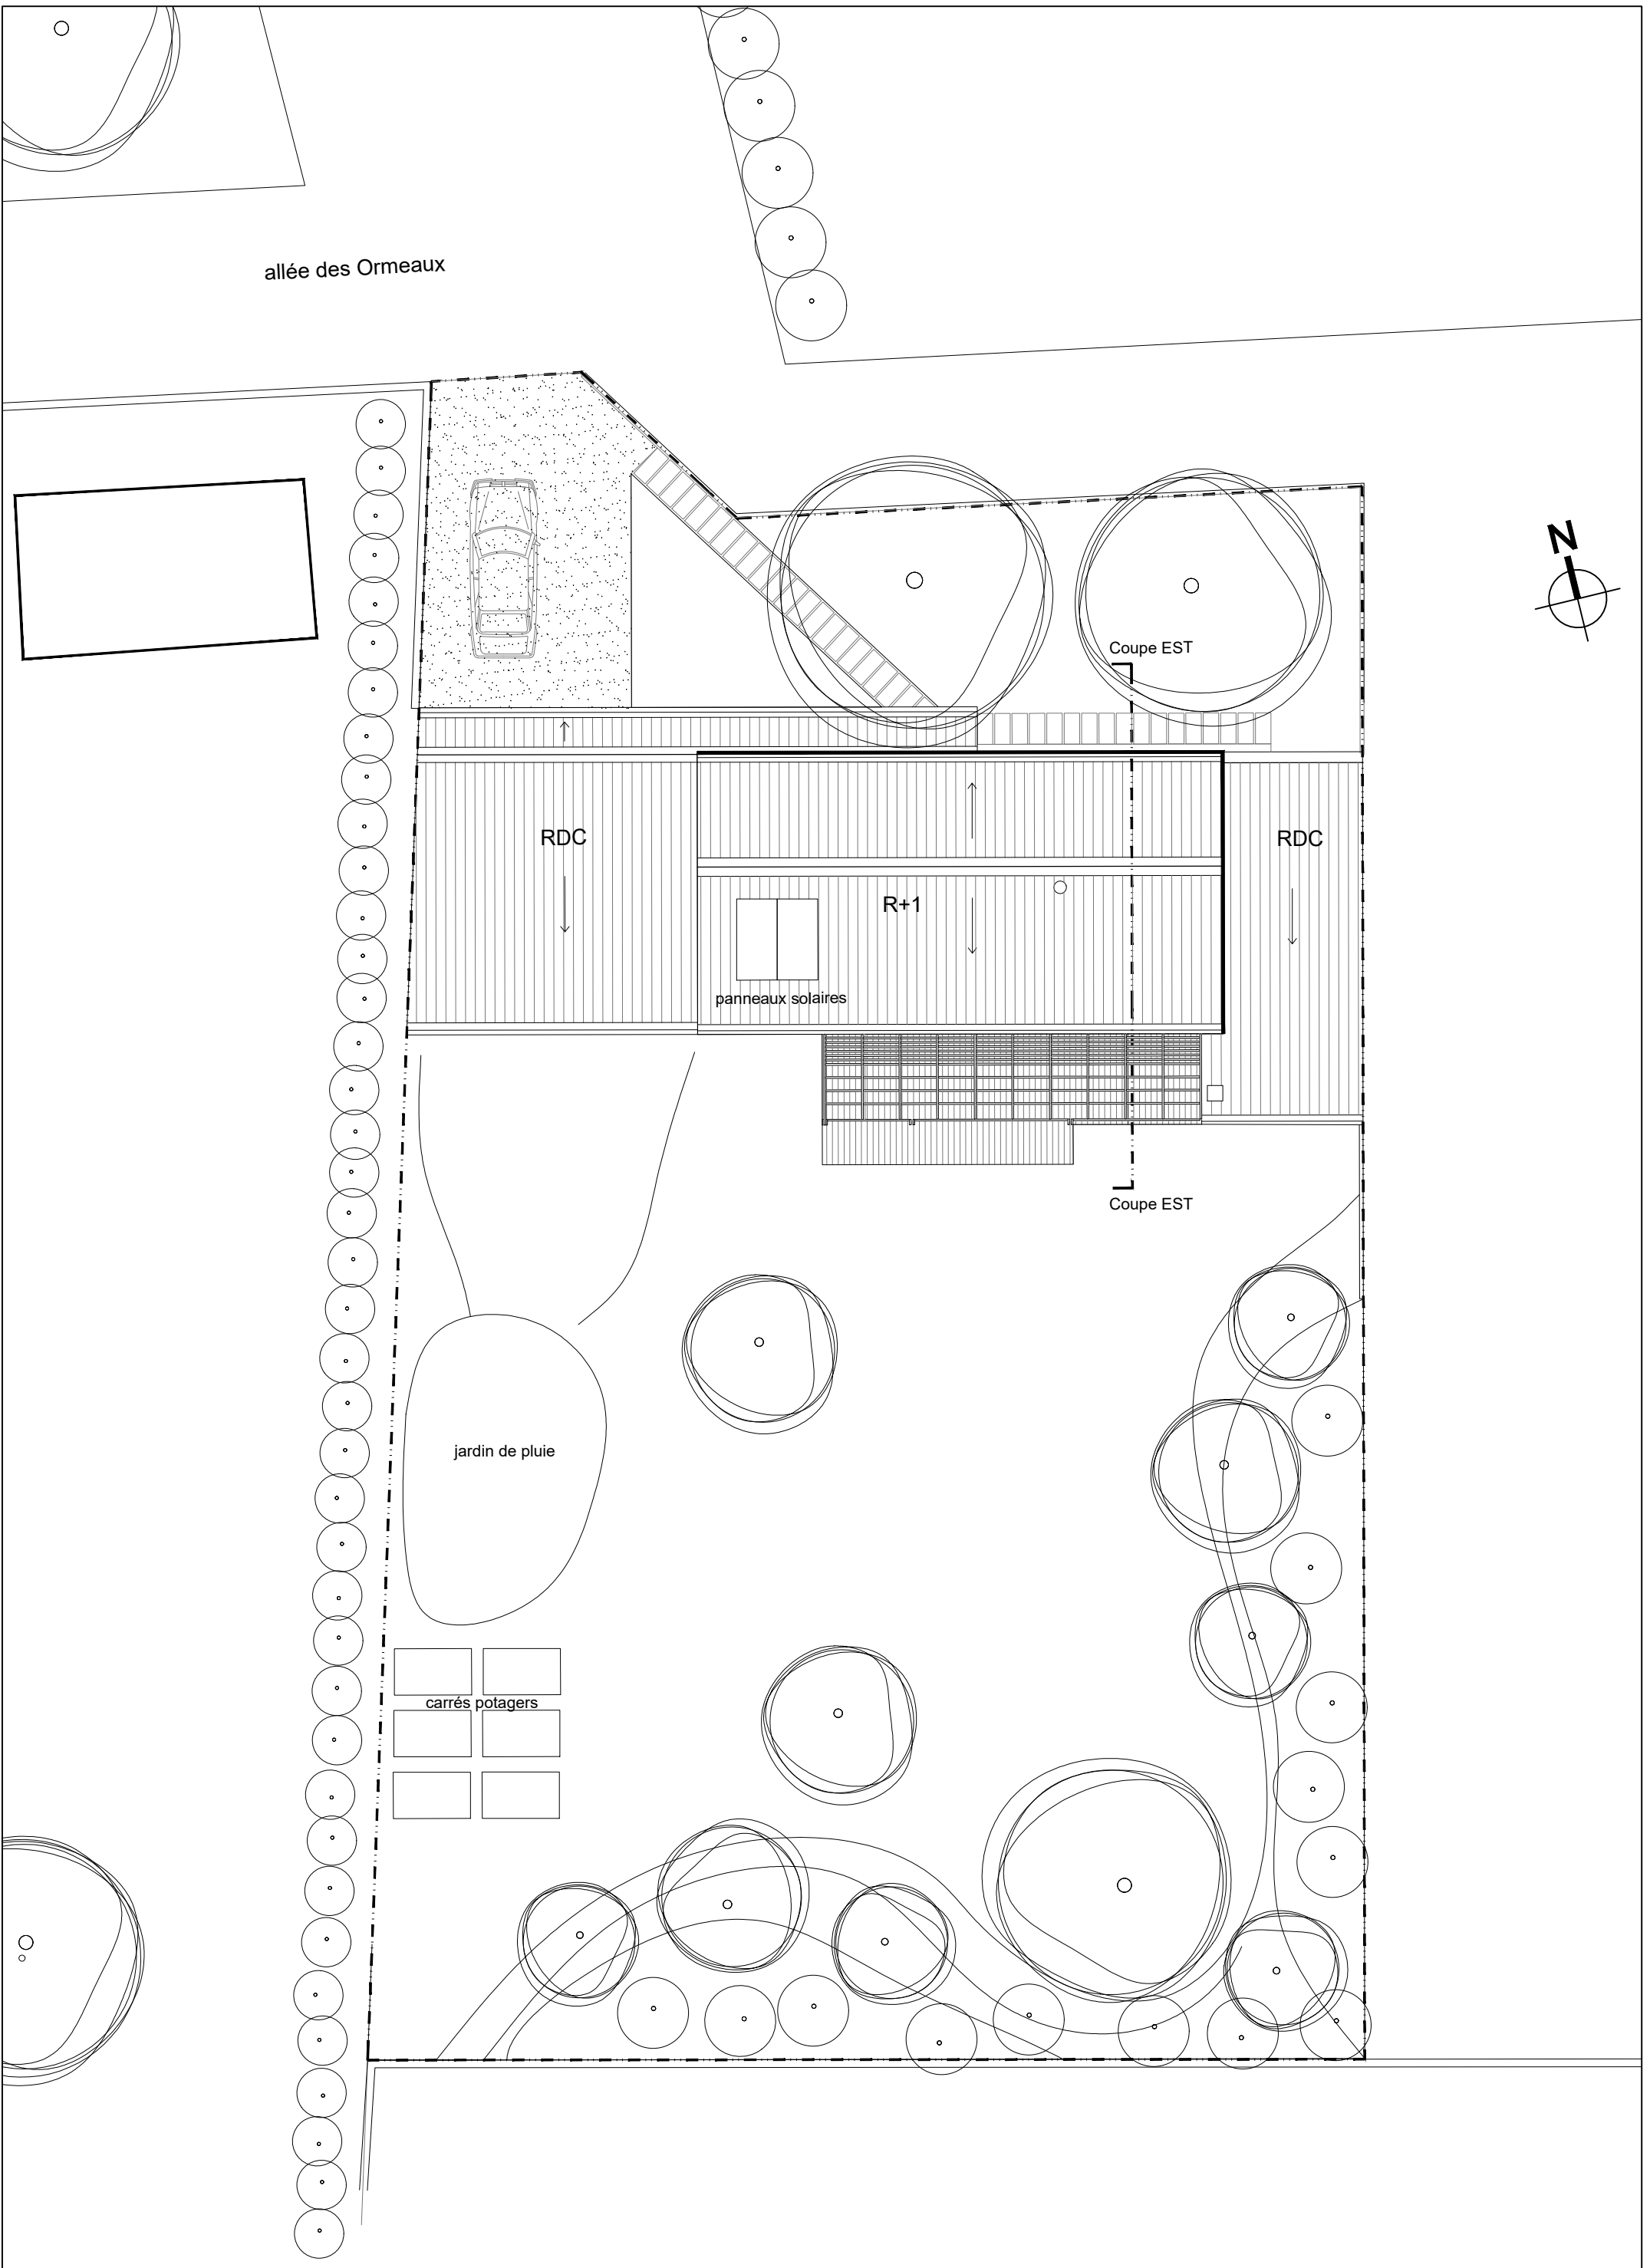 allée des Ormeaux
N
Coupe EST
RDC
RDC
R+1
panneaux solaires
Coupe EST
jardin de pluie
carrés potagers